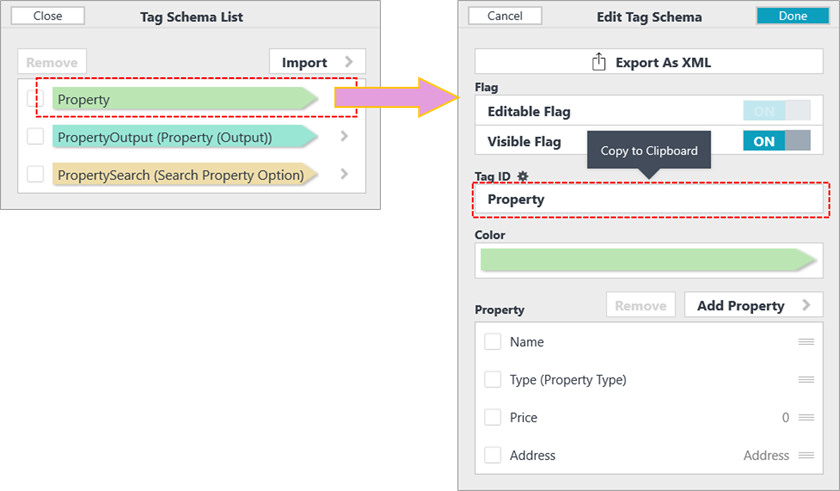 Close
Tag Schema List
Remove
Import
Property
PropertyOutput (Property (Output))
PropertySearch (Search Property Option)
Cancel
Edit Tag Schema
Done
Export As XML
Flag
Editable Flag
ON
Visible Flag
ON
Copy to Clipboard
Tag ID
Property
Color
Property
Remove
Add Property
Name
Type (Property Type)
Price
0
Address
Address